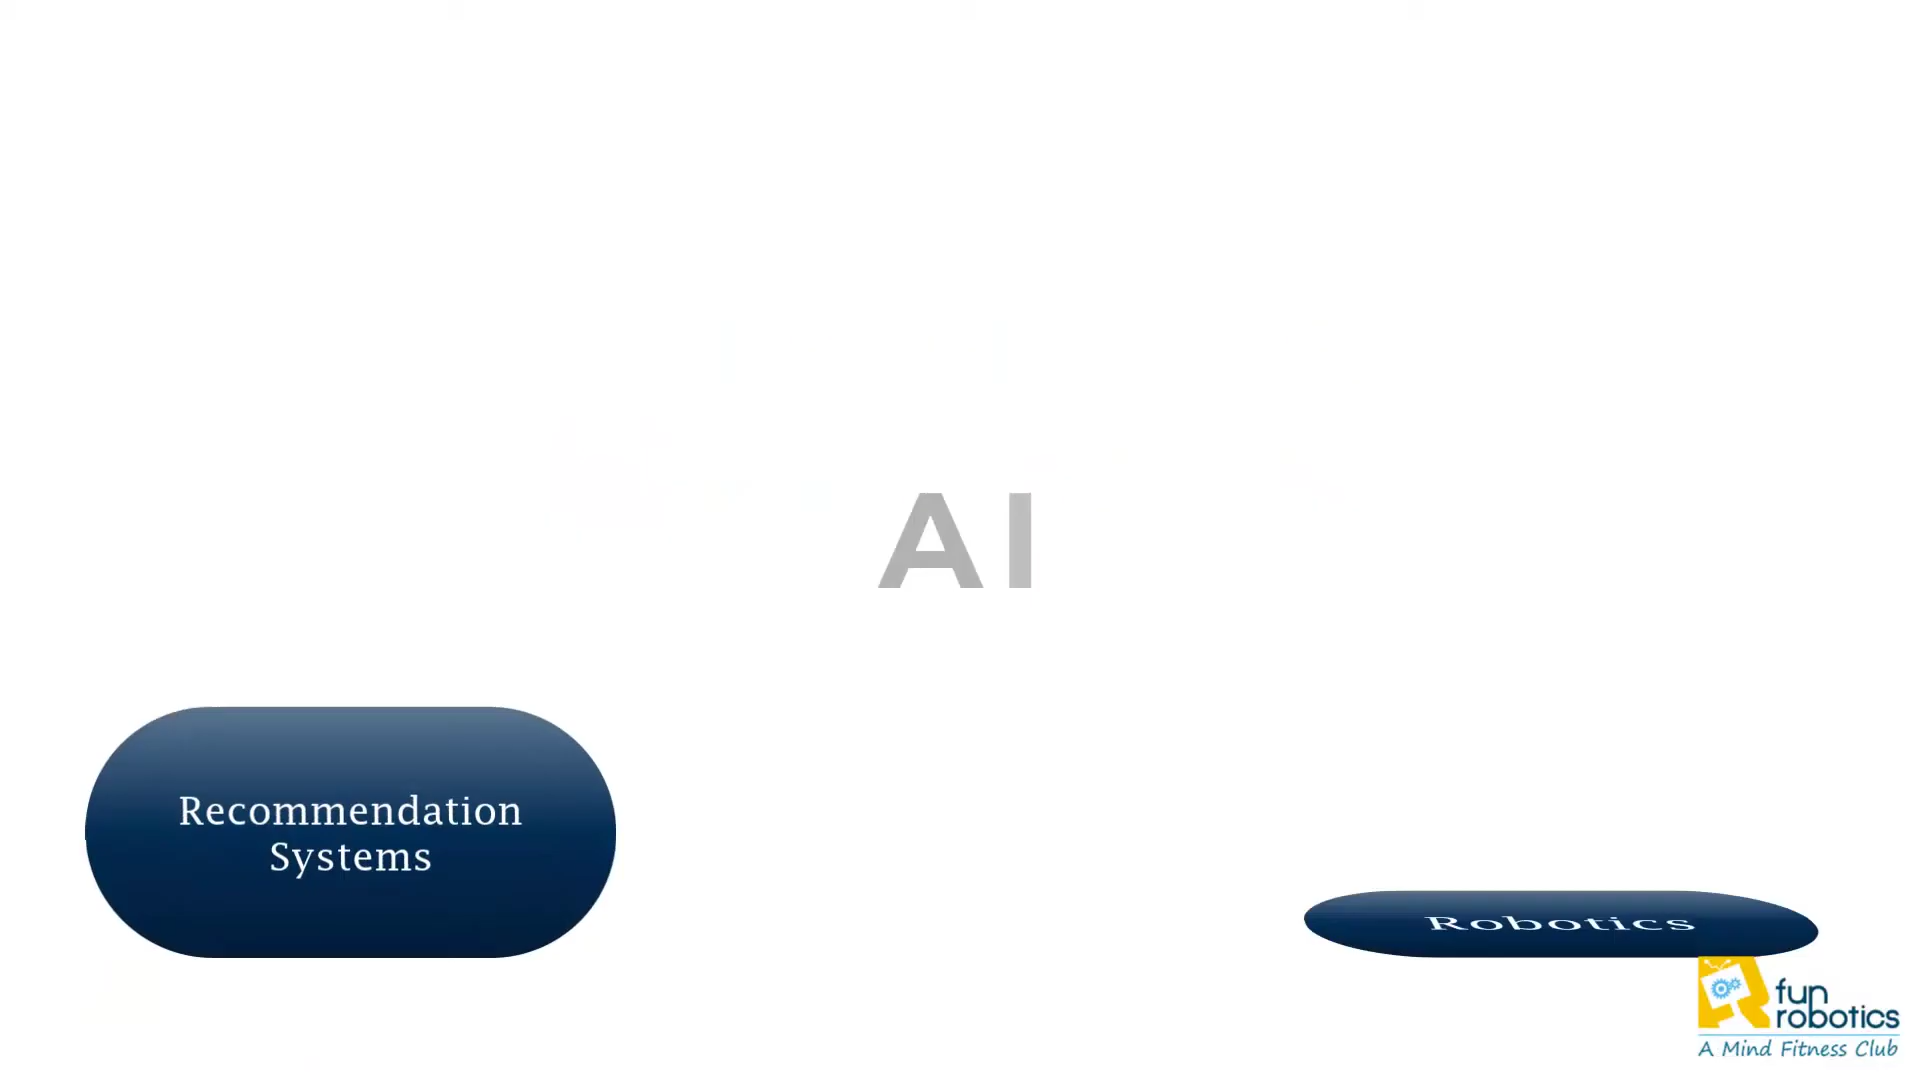 AI
Recommendation
Systems
Robotics
fun
robotics
A Mind Fitness Club